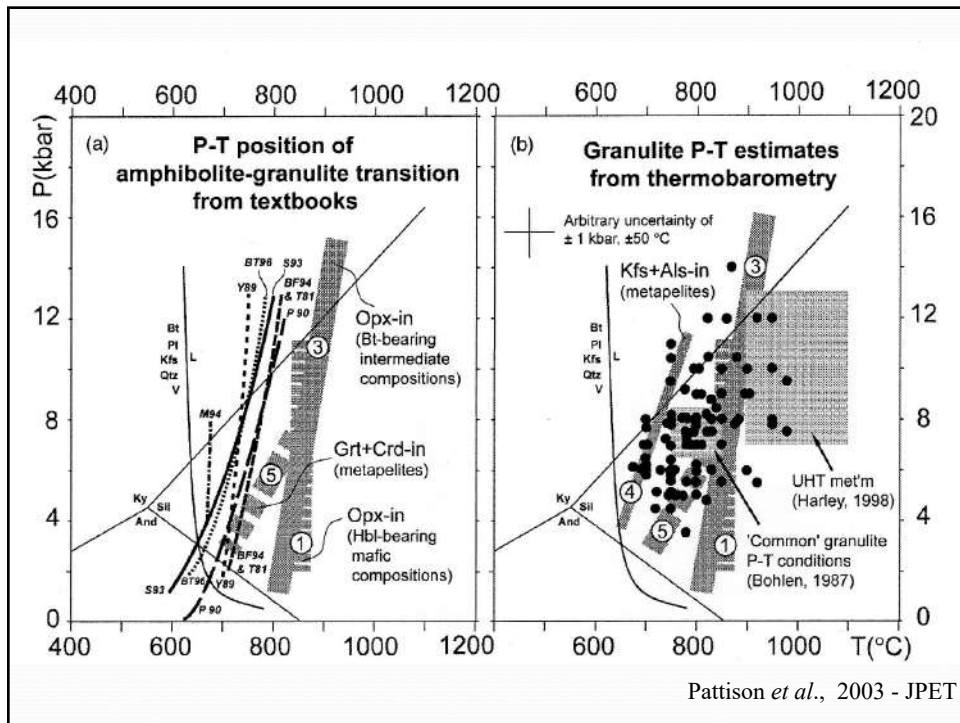 400 600 800 1000 1200
400 600 800 1000 1200
P(kbar)
16
12
8
4
0
(a)
P-T position of
amphibolite-granulite transition
from textbooks
BT96
S93
Y89
BF94
& T81
P 90
Bt
Pl
Kfs
Qtz
V
L
M94
Opx-in
(Bt-bearing
intermediate
compositions)
3
Grt+Crd-in
(metapelites)
5
Opx-in
(Hbl-bearing
mafic
compositions)
1
Ky
Sil
And
BF94
& T81
S93
BT96
Y89
P 90
400 600 800 1000
(b)
Granulite P-T estimates
from thermobarometry
Arbitrary uncertainty of
± 1 kbar, ±50 °C
Kfs+Als-in
(metapelites)
3
Bt
Pl
Kfs
Qtz
V
L
UHT met'm
(Harley, 1998)
4
5
1
'Common' granulite
P-T conditions
(Bohlen, 1987)
Ky
Sil
And
20
16
12
8
4
0
400 600 800 1000 T(°C)
Pattison et al., 2003 - JPET